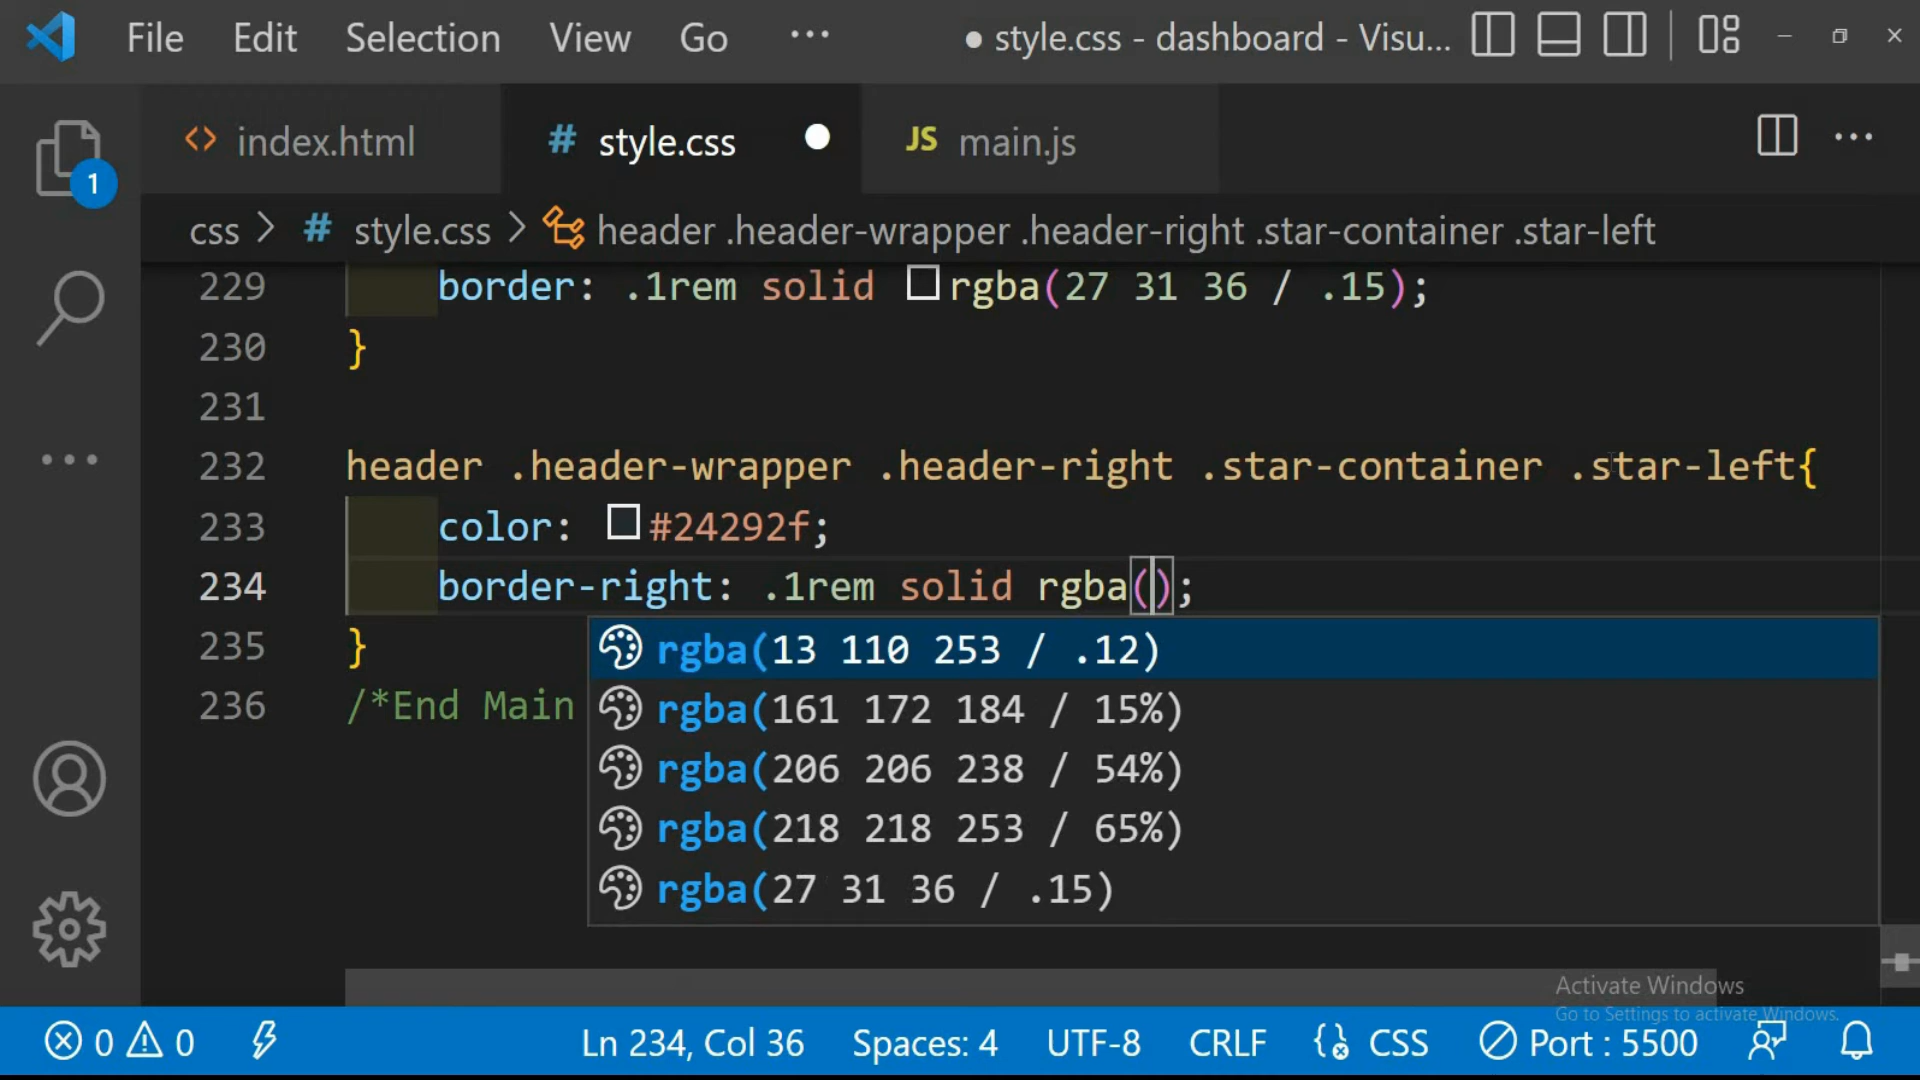 File Edit Selection View Go ··· ● style.css - dashboard - Visu...
<> index.html # style.css ● JS main.js ···
1
css > # style.css > header .header-wrapper .header-right .star-container .star-left
229 border: .1rem solid rgba(27 31 36 / .15);
230 }
231
232 header .header-wrapper .header-right .star-container .star-left{
233 color: #24292f;
234 border-right: .1rem solid rgba();
235 }
236 /*End Main
rgba(13 110 253 / .12)
rgba(161 172 184 / 15%)
rgba(206 206 238 / 54%)
rgba(218 218 253 / 65%)
rgba(27 31 36 / .15)
Activate Windows
Go to Settings to activate Windows.
0 0 Ln 234, Col 36 Spaces: 4 UTF-8 CRLF CSS Port : 5500